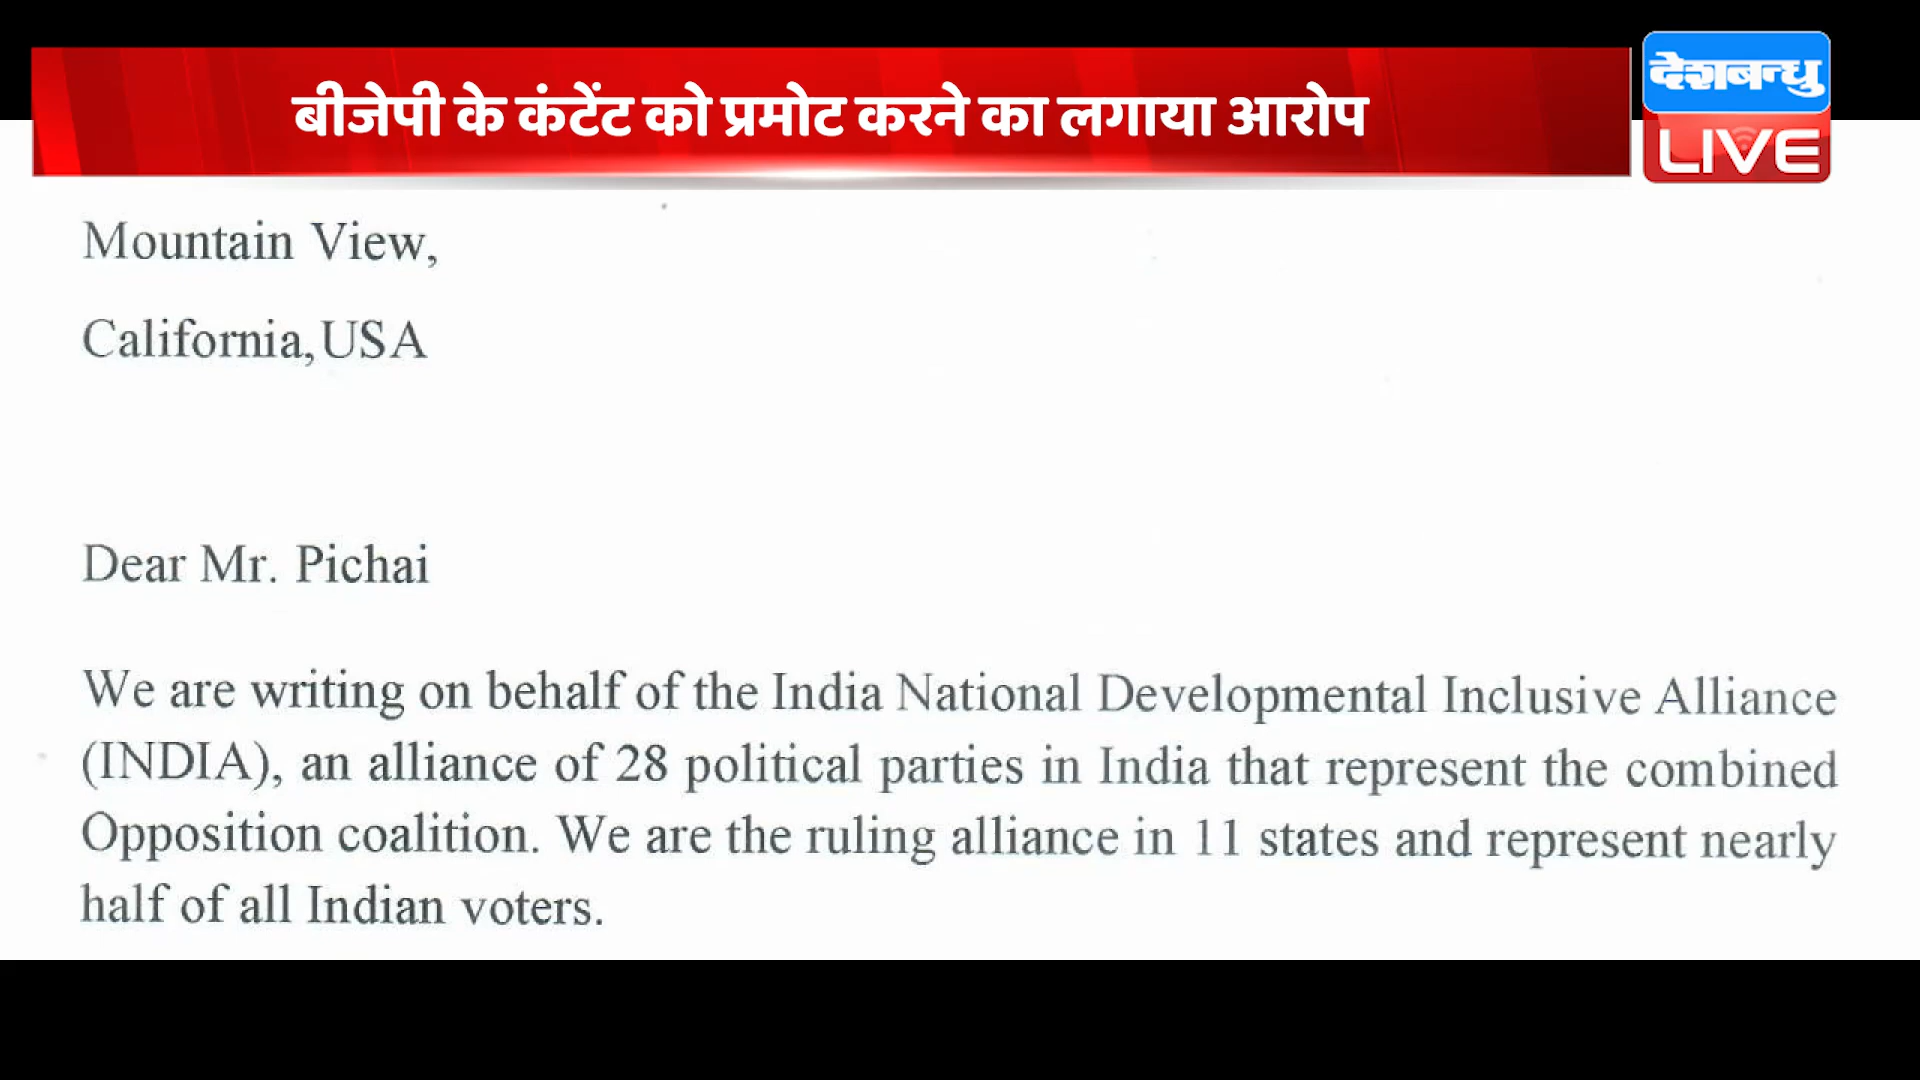 बीजेपी के कंटेंट को प्रमोट करने का लगाया आरोप
देशबन्धु
LIVE
Mountain View,
California,USA
Dear Mr. Pichai
We are writing on behalf of the India National Developmental Inclusive Alliance
(INDIA), an alliance of 28 political parties in India that represent the combined
Opposition coalition. We are the ruling alliance in 11 states and represent nearly
half of all Indian voters.